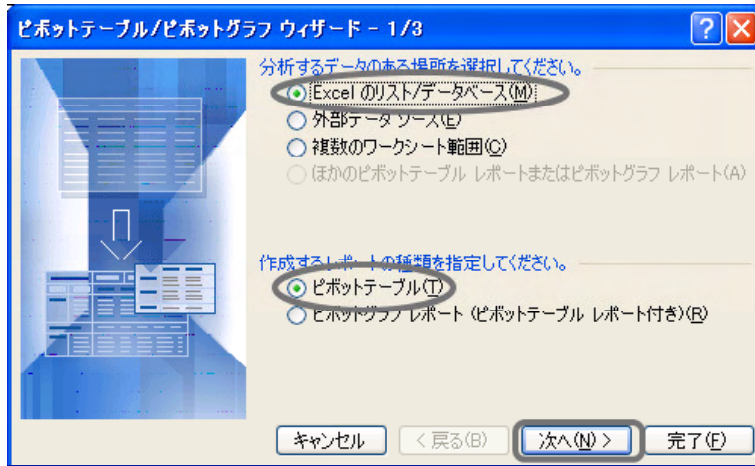 ピボットテーブル/ピボットグラフ ウィザード - 1/3
分析するデータのある場所を選択してください。
Excel のリスト/データベース(M)
外部データ ソース(E)
複数のワークシート範囲(C)
ほかのピボットテーブル レポートまたはピボットグラフ レポート(A)
作成するレポートの種類を指定してください。
ピボットテーブル(T)
ピボットグラフ レポート (ピボットテーブル レポート付き)(R)
キャンセル
< 戻る(B)
次へ(N) >
完了(F)